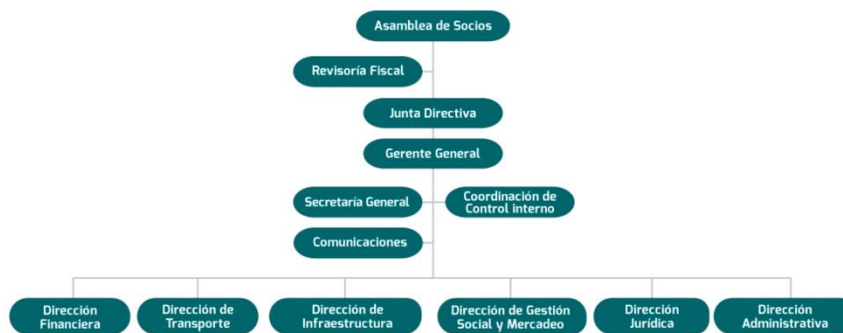 Asamblea de Socios
Revisoría Fiscal
Junta Directiva
Gerente General
Secretaría General
Coordinación de
Control interno
Comunicaciones
Dirección
Financiera
Dirección de
Transporte
Dirección de
Infraestructura
Dirección de Gestión
Social y Mercadeo
Dirección
Jurídica
Dirección
Administrativa